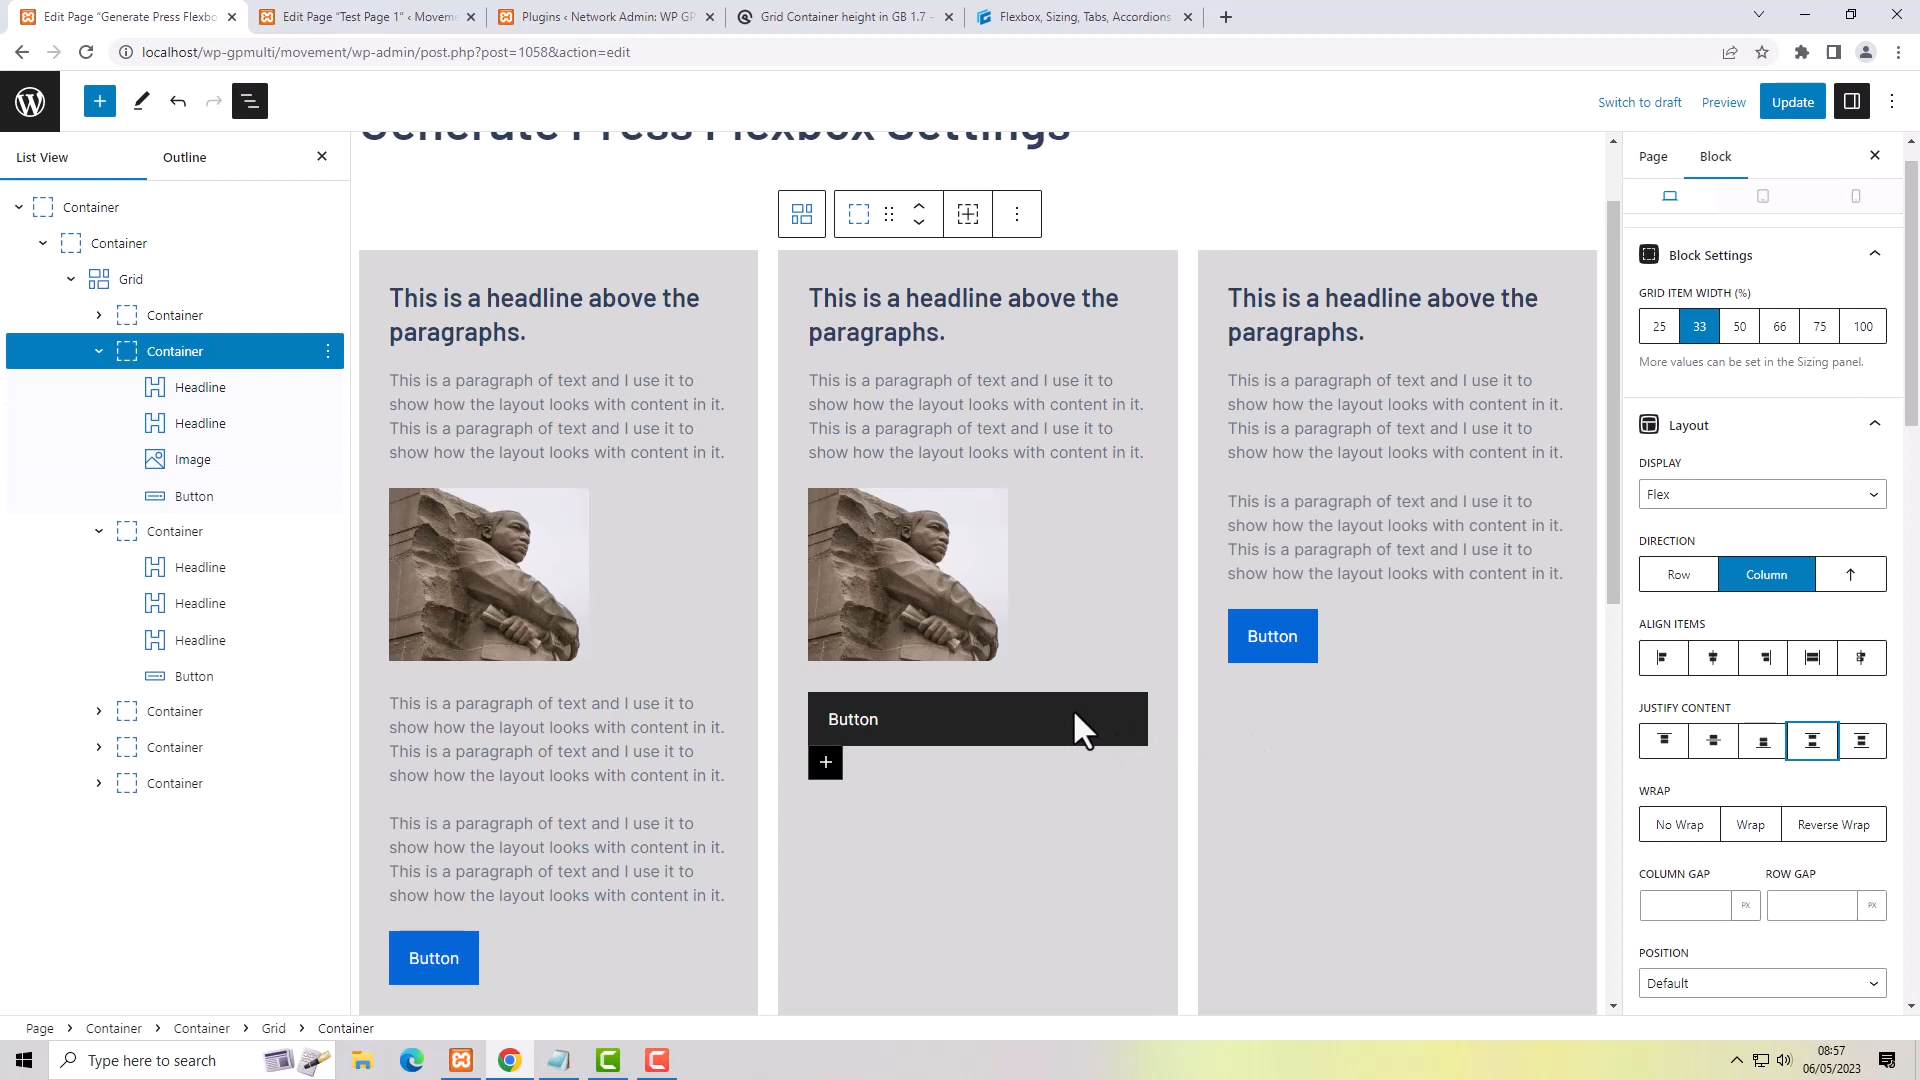 Edit Page "Generate Press Flexbo
Edit Page "Test Page 1" ‹ Movem
Plugins ‹ Network Admin: WP GP
Grid Container height in GB 1.7 -
Flexbox, Sizing, Tabs, Accordions
localhost/wp-gpmulti/movement/wp-admin/post.php?post=1058&action=edit
Switch to draft
Preview
Update
List View
Outline
Container
Container
Grid
Container
Container
Headline
Headline
Image
Button
Container
Headline
Headline
Headline
Button
Container
Container
Container
Generate Press Flexbox Settings
This is a headline above the
paragraphs.
This is a paragraph of text and I use it to
show how the layout looks with content in it.
This is a paragraph of text and I use it to
show how the layout looks with content in it.
This is a paragraph of text and I use it to
show how the layout looks with content in it.
This is a paragraph of text and I use it to
show how the layout looks with content in it.
This is a paragraph of text and I use it to
show how the layout looks with content in it.
This is a paragraph of text and I use it to
show how the layout looks with content in it.
Button
This is a headline above the
paragraphs.
This is a paragraph of text and I use it to
show how the layout looks with content in it.
This is a paragraph of text and I use it to
show how the layout looks with content in it.
Button
This is a headline above the
paragraphs.
This is a paragraph of text and I use it to
show how the layout looks with content in it.
This is a paragraph of text and I use it to
show how the layout looks with content in it.
This is a paragraph of text and I use it to
show how the layout looks with content in it.
This is a paragraph of text and I use it to
show how the layout looks with content in it.
Button
Page
Block
Block Settings
GRID ITEM WIDTH (%)
25 33 50 66 75 100
More values can be set in the Sizing panel.
Layout
DISPLAY
Flex
DIRECTION
Row Column
ALIGN ITEMS
JUSTIFY CONTENT
WRAP
No Wrap Wrap Reverse Wrap
COLUMN GAP ROW GAP
PX PX
POSITION
Default
Page > Container > Container > Grid > Container
Type here to search
08:57
06/05/2023